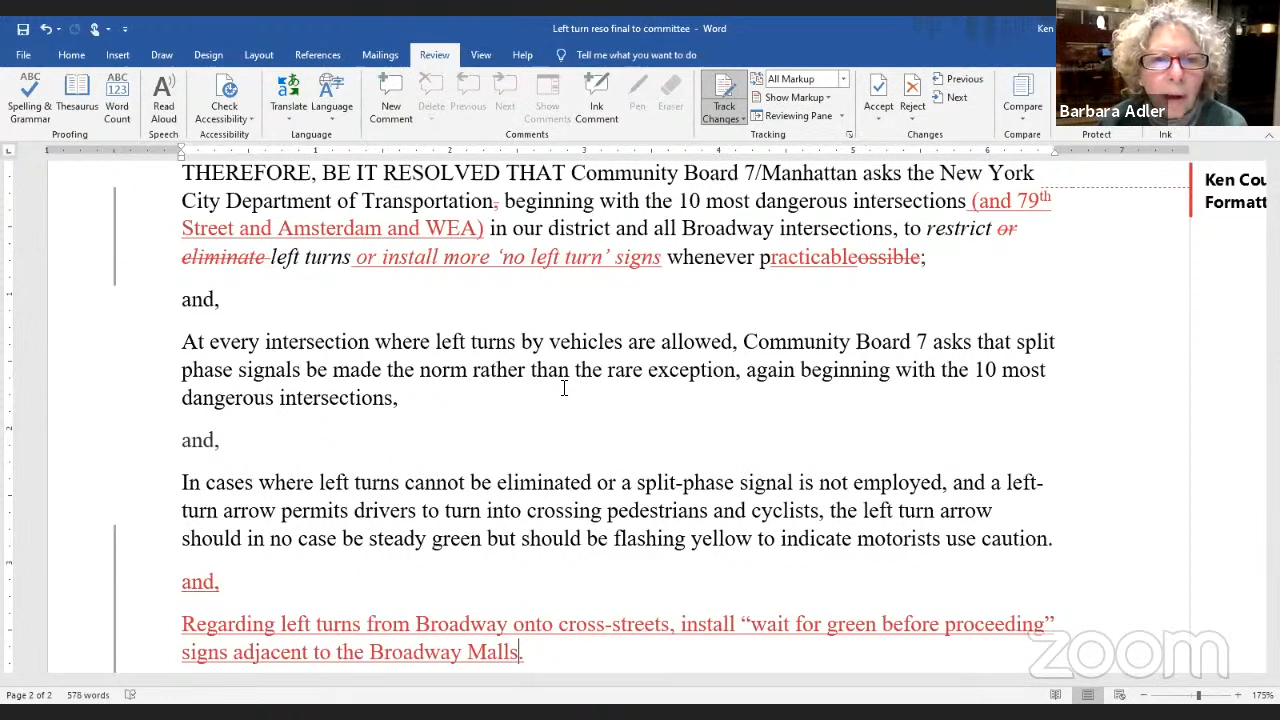 Left turn reso final to committee - Word
Ken
File Home Insert Draw Design Layout References Mailings Review View Help Tell me what you want to do
Spelling & Grammar
Thesaurus
Word Count
Read Aloud
Check Accessibility
Translate
Language
New Comment
Delete
Previous
Next
Show Comments
Ink Comment
Pen
Eraser
Track Changes
All Markup
Show Markup
Reviewing Pane
Accept
Reject
Previous
Next
Compare
Proofing Speech Accessibility Language Comments Tracking Changes Compare Protect Ink
Barbara Adler
1 1 2 3 4 5 6 7
THEREFORE, BE IT RESOLVED THAT Community Board 7/Manhattan asks the New York
City Department of Transportation, beginning with the 10 most dangerous intersections (and 79th
Street and Amsterdam and WEA) in our district and all Broadway intersections, to restrict or
eliminate left turns or install more ‘no left turn’ signs whenever practicableossible;
and,
At every intersection where left turns by vehicles are allowed, Community Board 7 asks that split
phase signals be made the norm rather than the rare exception, again beginning with the 10 most
dangerous intersections,
and,
In cases where left turns cannot be eliminated or a split-phase signal is not employed, and a left-
turn arrow permits drivers to turn into crossing pedestrians and cyclists, the left turn arrow
should in no case be steady green but should be flashing yellow to indicate motorists use caution.
and,
Regarding left turns from Broadway onto cross-streets, install “wait for green before proceeding”
signs adjacent to the Broadway Malls.
Ken Cou
Formatt
1
2
3
zoom
Page 2 of 2 578 words
175%